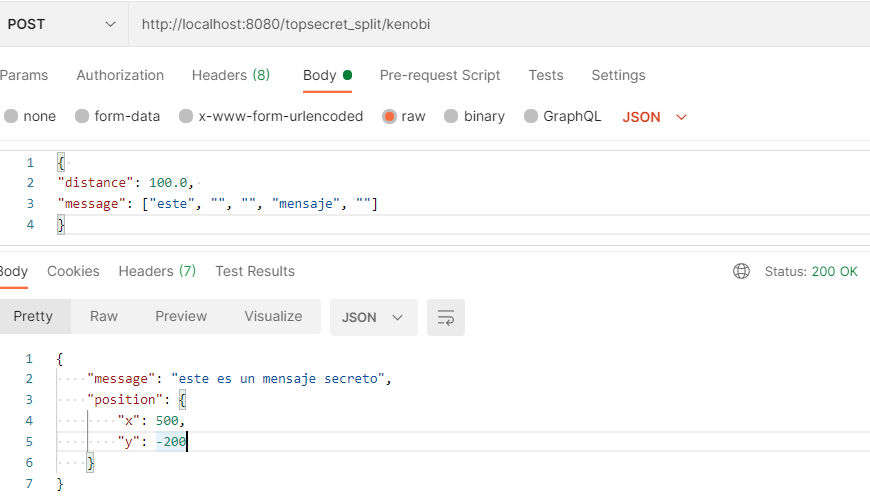 POST http://localhost:8080/topsecret_split/kenobi
Params Authorization Headers (8) Body Pre-request Script Tests Settings
none form-data x-www-form-urlencoded raw binary GraphQL JSON
1 {
2 "distance": 100.0,
3 "message": ["este", "", "", "mensaje", ""]
4 }
Body Cookies Headers (7) Test Results Status: 200 OK
Pretty Raw Preview Visualize JSON
1 {
2 "message": "este es un mensaje secreto",
3 "position": {
4 "x": 500,
5 "y": -200
6 }
7 }